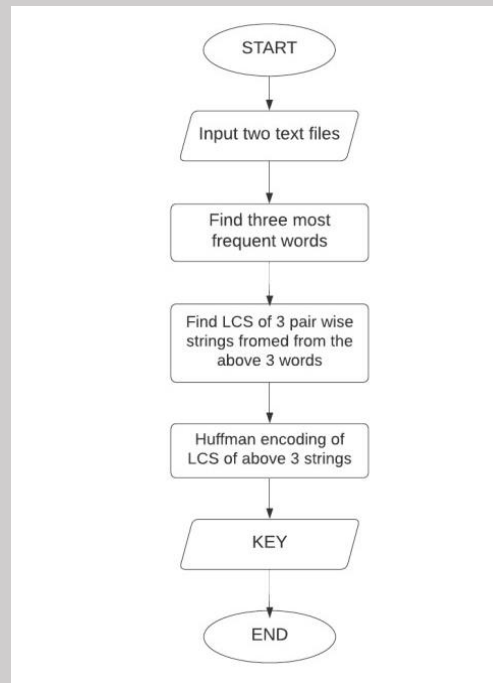 START
Input two text files
Find three most
frequent words
Find LCS of 3 pair wise
strings fromed from the
above 3 words
Huffman encoding of
LCS of above 3 strings
KEY
END